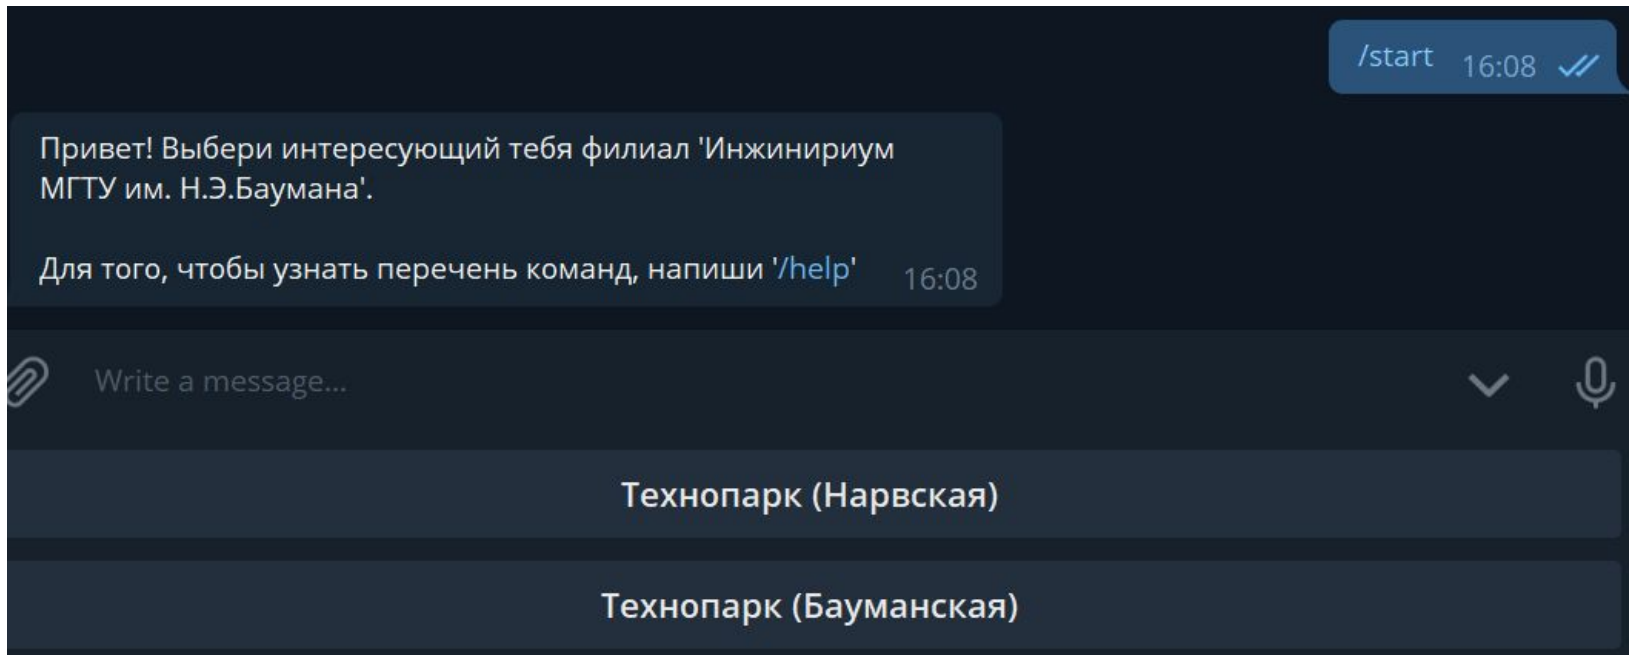 /start 16:08
Привет! Выбери интересующий тебя филиал 'Инжинириум
МГТУ им. Н.Э.Баумана'.
Для того, чтобы узнать перечень команд, напиши '/help' 16:08
Write a message...
Технопарк (Нарвская)
Технопарк (Бауманская)